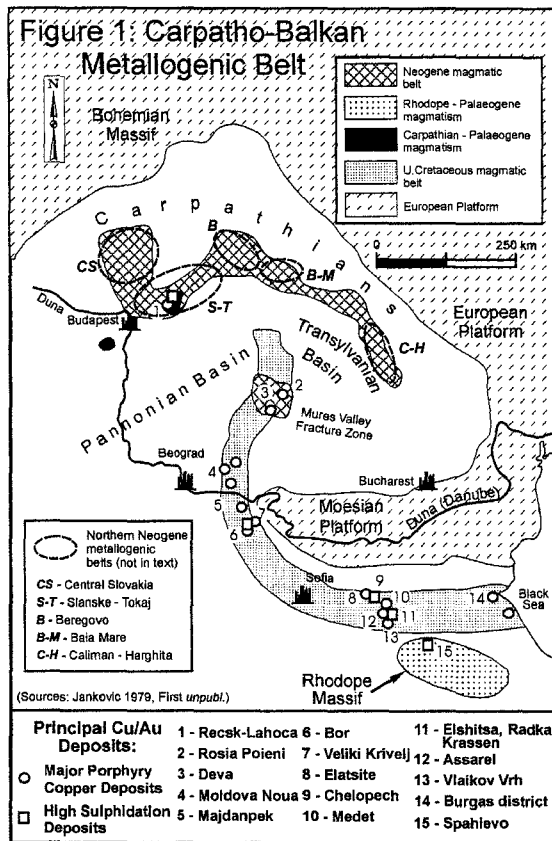 Figure 1: Carpatho-Balkan
Metallogenic Belt
N
Bohemian
Massif
Neogene magmatic
belt
Rhodope - Palaeogene
magmatism
Carpathian - Palaeogene
magmatism
U.Cretaceous magmatic
belt
European Platform
0 250 km
Carpathians
CS
B
B-M
S-T
C-H
1
Duna
Budapest
European
Platform
Transylvanian
Basin
Pannonian Basin
3 2
Mures Valley
Fracture Zone
Beograd
4
5
6
7
Bucharest
Moesian
Platform
Duna (Danube)
Northern Neogene
metallogenic
belts (not in text)
CS - Central Slovakia
S-T - Slanske - Tokaj
B - Beregovo
B-M - Baia Mare
C-H - Caliman - Harghita
Sofia
9
8 10
12 11
13
14
Black
Sea
15
Rhodope
Massif
(Sources: Jankovic 1979, First unpubl.)
Principal Cu/Au
Deposits:
Major Porphyry
Copper Deposits
High Sulphidation
Deposits
1 - Recsk-Lahoca
2 - Rosia Poieni
3 - Deva
4 - Moldova Noua
5 - Majdanpek
6 - Bor
7 - Veliki Krivelj
8 - Elatsite
9 - Chelopech
10 - Medet
11 - Elshitsa, Radka
Krassen
12 - Assarel
13 - Vlaikov Vrh
14 - Burgas district
15 - Spahievo